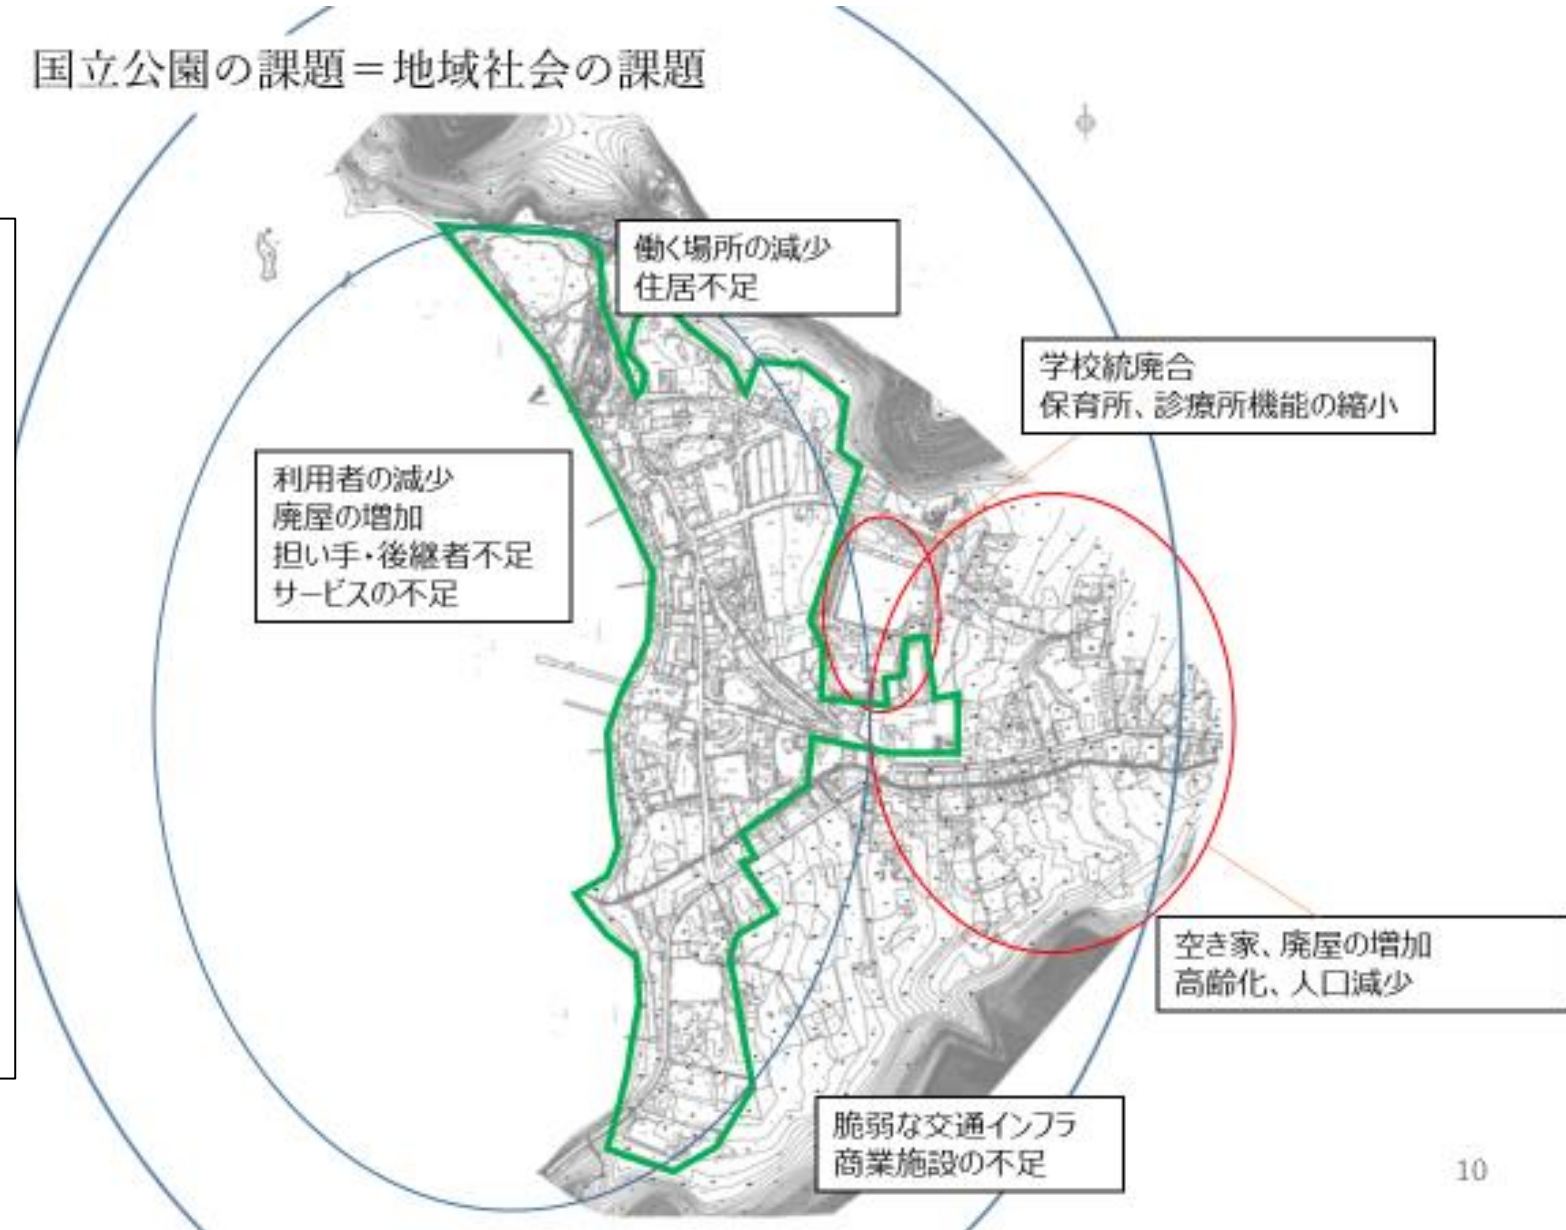 国立公園の課題＝地域社会の課題
働く場所の減少
住居不足
学校統廃合
保育所、診療所機能の縮小
利用者の減少
廃屋の増加
担い手・後継者不足
サービスの不足
空き家、廃屋の増加
高齢化、人口減少
脆弱な交通インフラ
商業施設の不足
10